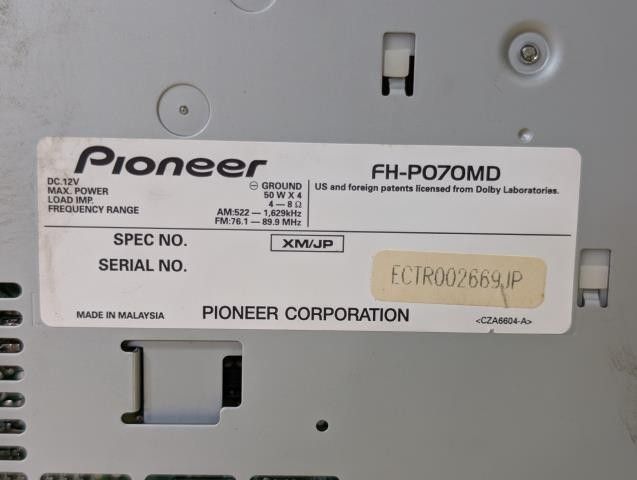 Pioneer
FH-P070MD
DC.12V ⊖ GROUND
MAX. POWER 50 W X 4
LOAD IMP. 4 — 8 Ω
FREQUENCY RANGE AM:522 — 1,629kHz
FM:76.1 — 89.9 MHz
US and foreign patents licensed from Dolby Laboratories.
SPEC NO. XM/JP
SERIAL NO. ECTR002669JP
MADE IN MALAYSIA PIONEER CORPORATION <CZA6604-A>